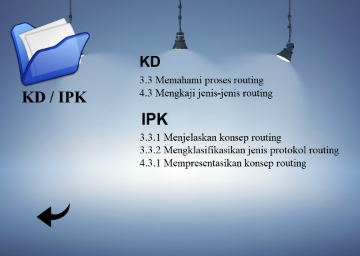 KD / IPK
KD
3.3 Memahami proses routing
4.3 Mengkaji jenis-jenis routing
IPK
3.3.1 Menjelaskan konsep routing
3.3.2 Mengklasifikasikan jenis protokol routing
4.3.1 Mempresentasikan konsep routing